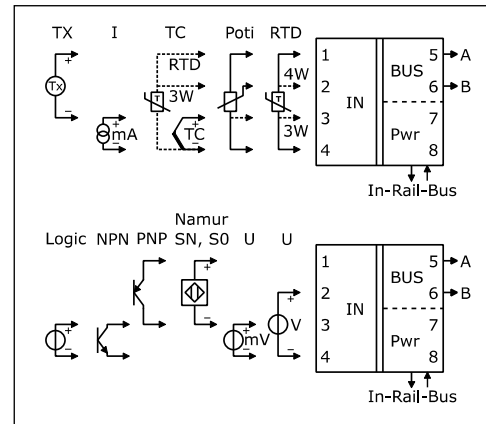 TX I TC Poti RTD
+ RTD 4W 1 BUS 5 A
Tx T 3W T 2 IN 6 B
− + + 3W 3 Pwr 7
mA − TC − 4 8
In-Rail-Bus
Namur
Logic NPN PNP SN, S0 U U
+ 1 BUS 5 A
+ 2 IN 6 B
+ − + V 3 Pwr 7
− mV − − 4 8
In-Rail-Bus